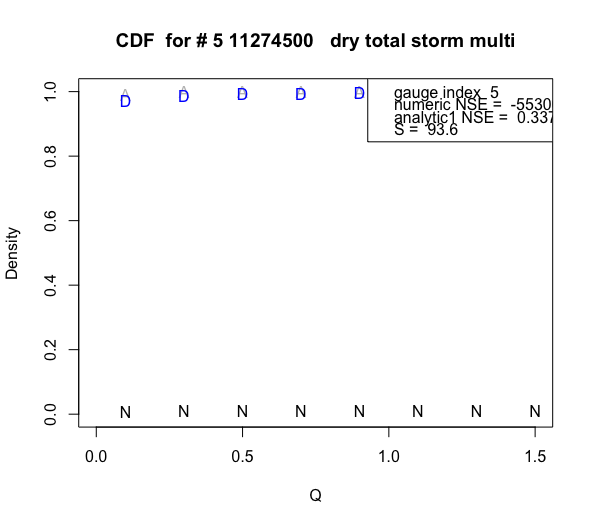 CDF  for # 5 11274500   dry total storm multi
gauge index  5
numeric NSE =  -5530
analytic1 NSE =  0.337
S =  93.6
A A A A A
D D D D D
N N N N N N N N
1.0
0.8
0.6
0.4
0.2
0.0
Density
0.0 0.5 1.0 1.5
Q